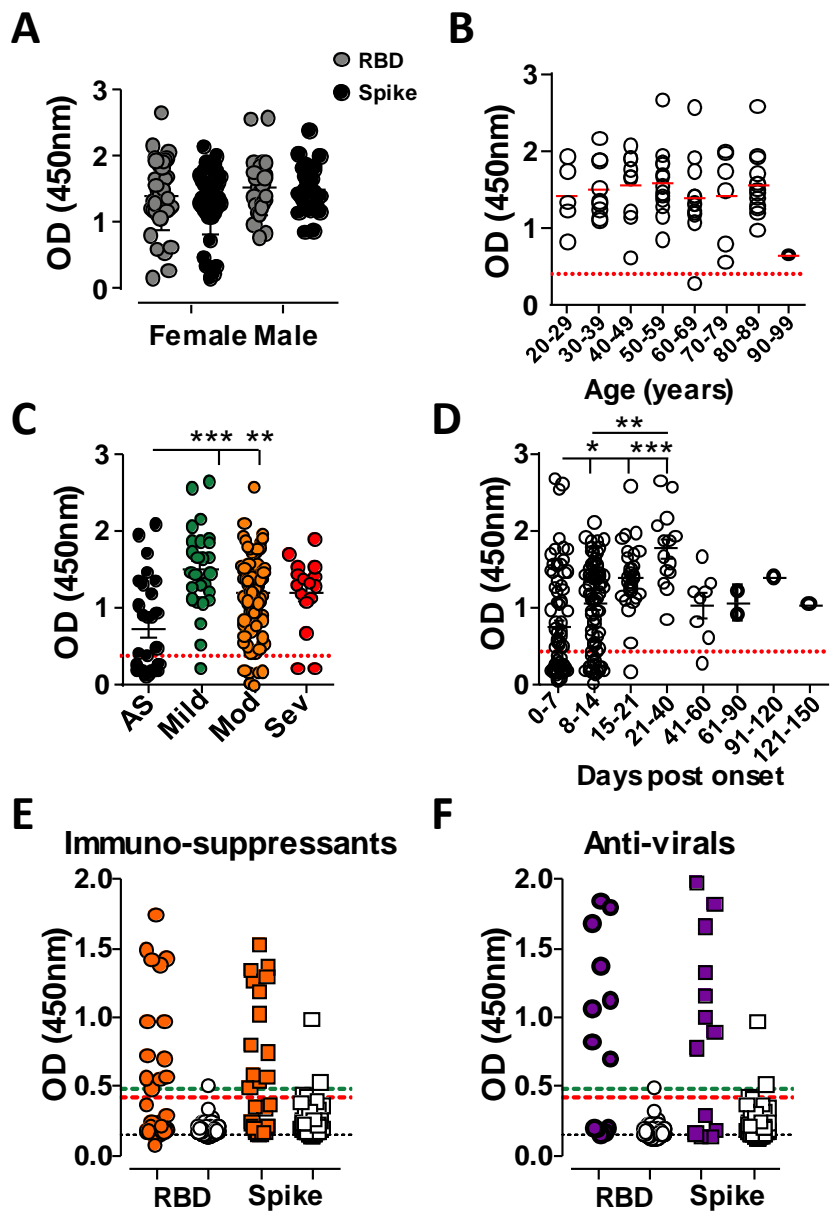 A
RBD
Spike
OD (450nm)
3
2
1
0
Female Male
B
OD (450nm)
3
2
1
0
20-29
30-39
40-49
50-59
60-69
70-79
80-89
90-99
Age (years)
C
*** **
OD (450nm)
3
2
1
0
AS
Mild
Mod
Sev
D
**
* ***
OD (450nm)
3
2
1
0
0-7
8-14
15-21
21-40
41-60
61-90
91-120
121-150
Days post onset
E
Immuno-suppressants
OD (450nm)
2.0
1.5
1.0
0.5
0.0
RBD Spike
F
Anti-virals
OD (450nm)
2.0
1.5
1.0
0.5
0.0
RBD Spike